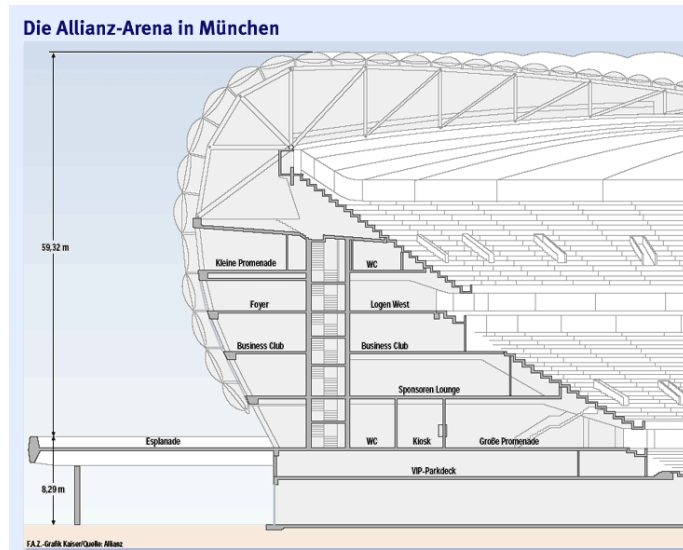 Die Allianz-Arena in München
59,32 m
Kleine Promenade
WC
Foyer
Logen West
Business Club
Business Club
Sponsoren Lounge
Esplanade
WC
Kiosk
Große Promenade
VIP-Parkdeck
8,29 m
F.A.Z.-Grafik Kaiser/Quelle: Allianz